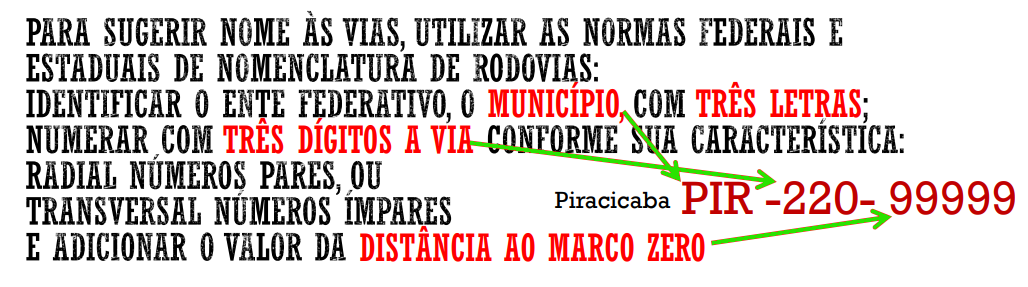 PARA SUGERIR NOME ÀS VIAS, UTILIZAR AS NORMAS FEDERAIS E
ESTADUAIS DE NOMENCLATURA DE RODOVIAS:
IDENTIFICAR O ENTE FEDERATIVO, O MUNICÍPIO, COM TRÊS LETRAS;
NUMERAR COM TRÊS DÍGITOS A VIA CONFORME SUA CARACTERÍSTICA:
RADIAL NÚMEROS PARES, OU
TRANSVERSAL NÚMEROS ÍMPARES
E ADICIONAR O VALOR DA DISTÂNCIA AO MARCO ZERO
Piracicaba PIR -220- 99999